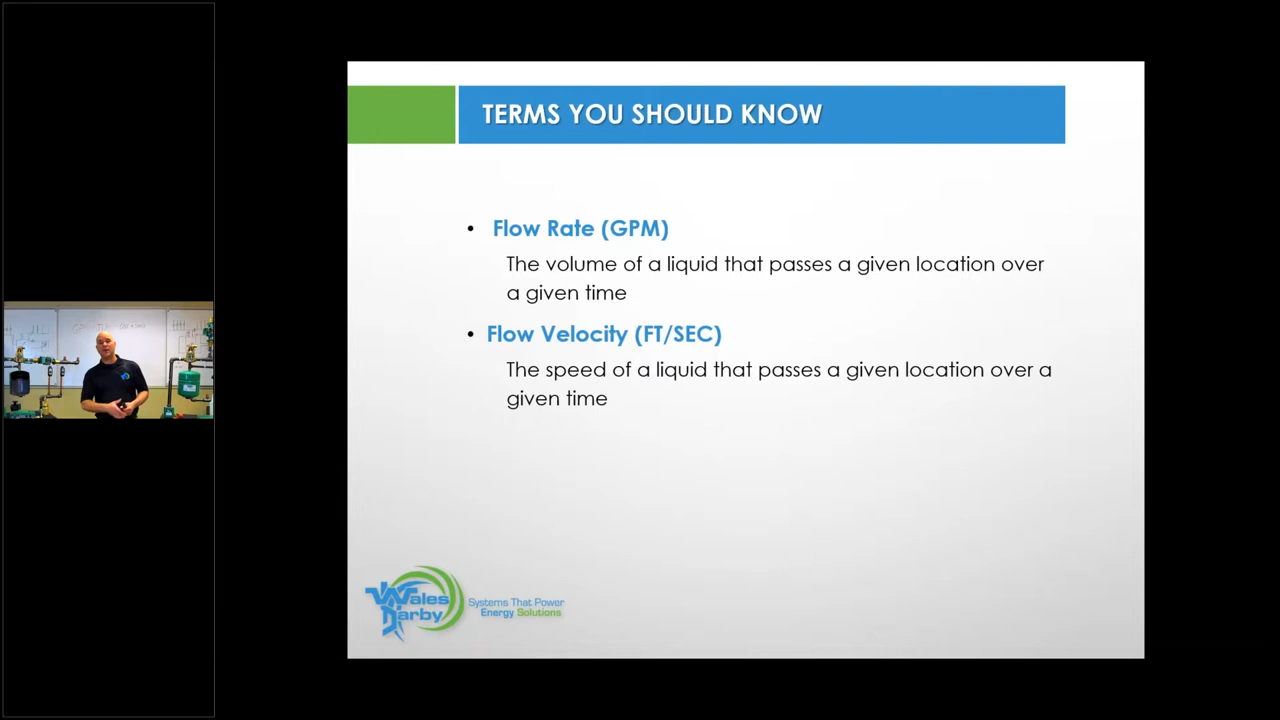 TERMS YOU SHOULD KNOW
• Flow Rate (GPM)
The volume of a liquid that passes a given location over
a given time
• Flow Velocity (FT/SEC)
The speed of a liquid that passes a given location over a
given time
Wales
Darby
Systems That Power
Energy Solutions